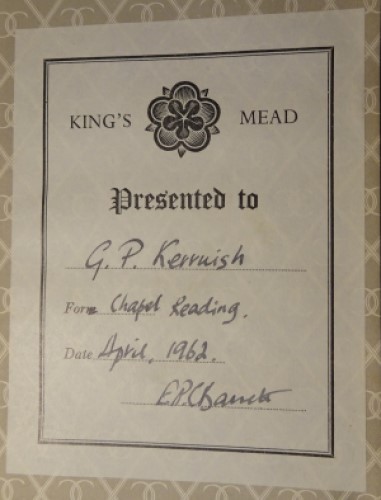 KING'S MEAD
Presented to
G. P. Kerruish
Form Chapel Reading.
Date April, 1962.